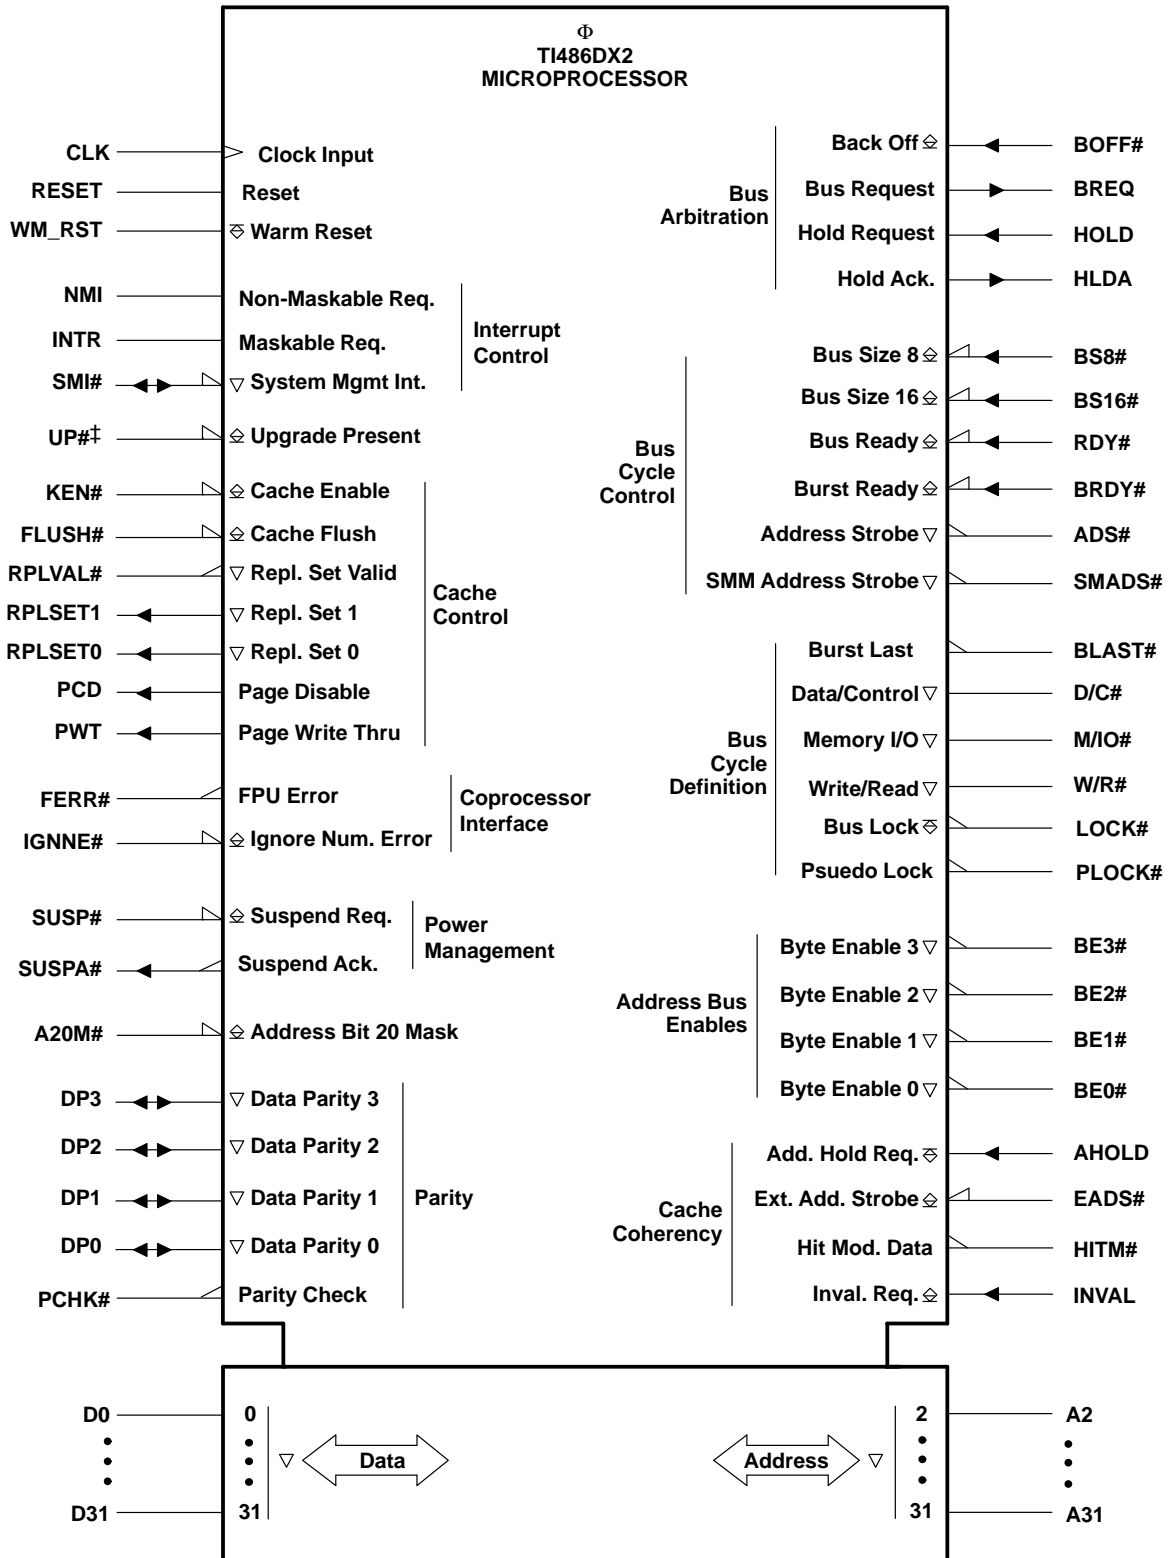 Φ
TI486DX2
MICROPROCESSOR
CLK
Clock Input
RESET
Reset
WM_RST
Warm Reset
NMI
Non-Maskable Req.
INTR
Maskable Req.
SMI#
System Mgmt Int.
Interrupt
Control
UP#‡
Upgrade Present
KEN#
Cache Enable
FLUSH#
Cache Flush
RPLVAL#
Repl. Set Valid
RPLSET1
Repl. Set 1
RPLSET0
Repl. Set 0
PCD
Page Disable
PWT
Page Write Thru
Cache
Control
FERR#
FPU Error
IGNNE#
Ignore Num. Error
Coprocessor
Interface
SUSP#
Suspend Req.
SUSPA#
Suspend Ack.
Power
Management
A20M#
Address Bit 20 Mask
DP3
Data Parity 3
DP2
Data Parity 2
DP1
Data Parity 1
DP0
Data Parity 0
PCHK#
Parity Check
Parity
Bus
Arbitration
Back Off
BOFF#
Bus Request
BREQ
Hold Request
HOLD
Hold Ack.
HLDA
Bus
Cycle
Control
Bus Size 8
BS8#
Bus Size 16
BS16#
Bus Ready
RDY#
Burst Ready
BRDY#
Address Strobe
ADS#
SMM Address Strobe
SMADS#
Bus
Cycle
Definition
Burst Last
BLAST#
Data/Control
D/C#
Memory I/O
M/IO#
Write/Read
W/R#
Bus Lock
LOCK#
Psuedo Lock
PLOCK#
Address Bus
Enables
Byte Enable 3
BE3#
Byte Enable 2
BE2#
Byte Enable 1
BE1#
Byte Enable 0
BE0#
Cache
Coherency
Add. Hold Req.
AHOLD
Ext. Add. Strobe
EADS#
Hit Mod. Data
HITM#
Inval. Req.
INVAL
D0
0
D31
31
Data
Address
2
A2
31
A31